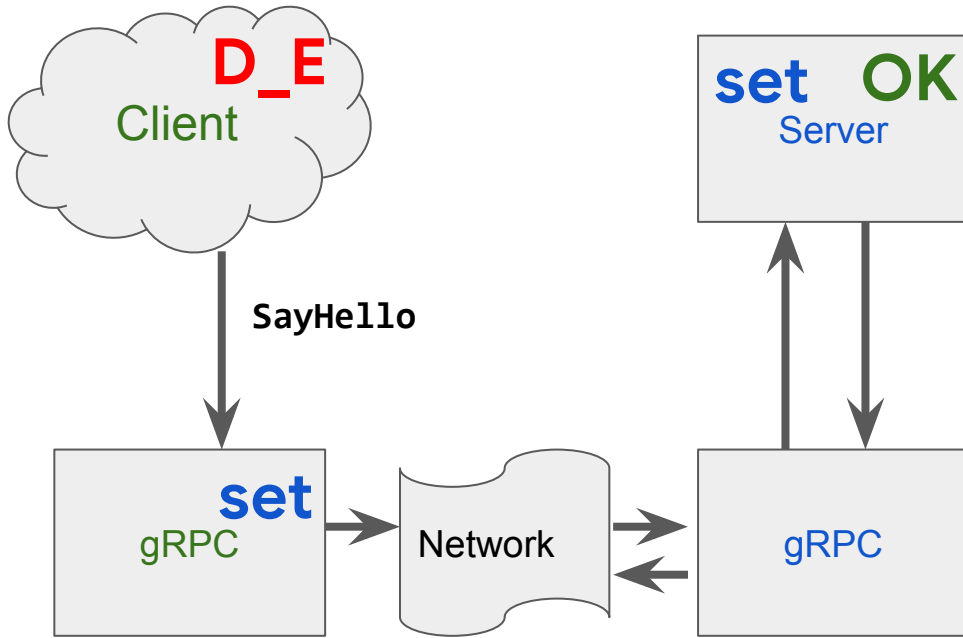 D_E
Client
set OK
Server
SayHello
set
gRPC
Network
gRPC